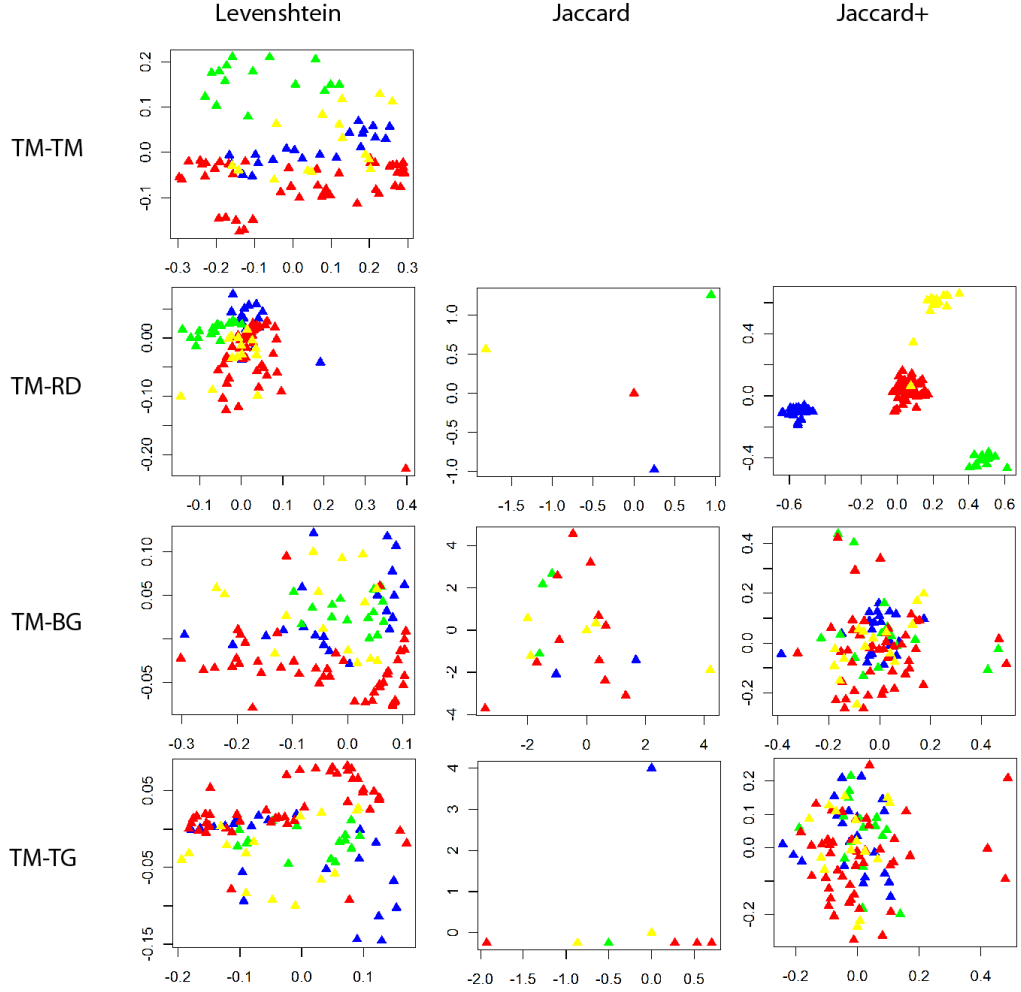 Levenshtein Jaccard Jaccard+
TM-TM
0.2
0.1
0.0
-0.1
-0.3 -0.2 -0.1 0.0 0.1 0.2 0.3
TM-RD
0.00
-0.10
-0.20
-0.1 0.0 0.1 0.2 0.3 0.4
1.0
0.5
0.0
-0.5
-1.0
-1.5 -1.0 -0.5 0.0 0.5 1.0
0.4
0.0
-0.4
-0.6 -0.2 0.0 0.2 0.4 0.6
TM-BG
0.10
0.05
-0.05
-0.3 -0.2 -0.1 0.0 0.1
4
2
0
-2
-4
-2 0 2 4
0.4
0.2
0.0
-0.2
-0.4 -0.2 0.0 0.2 0.4
TM-TG
0.05
-0.05
-0.15
-0.2 -0.1 0.0 0.1
4
3
2
1
0
-2.0 -1.5 -1.0 -0.5 0.0 0.5
0.2
0.0
-0.2
-0.2 0.0 0.2 0.4